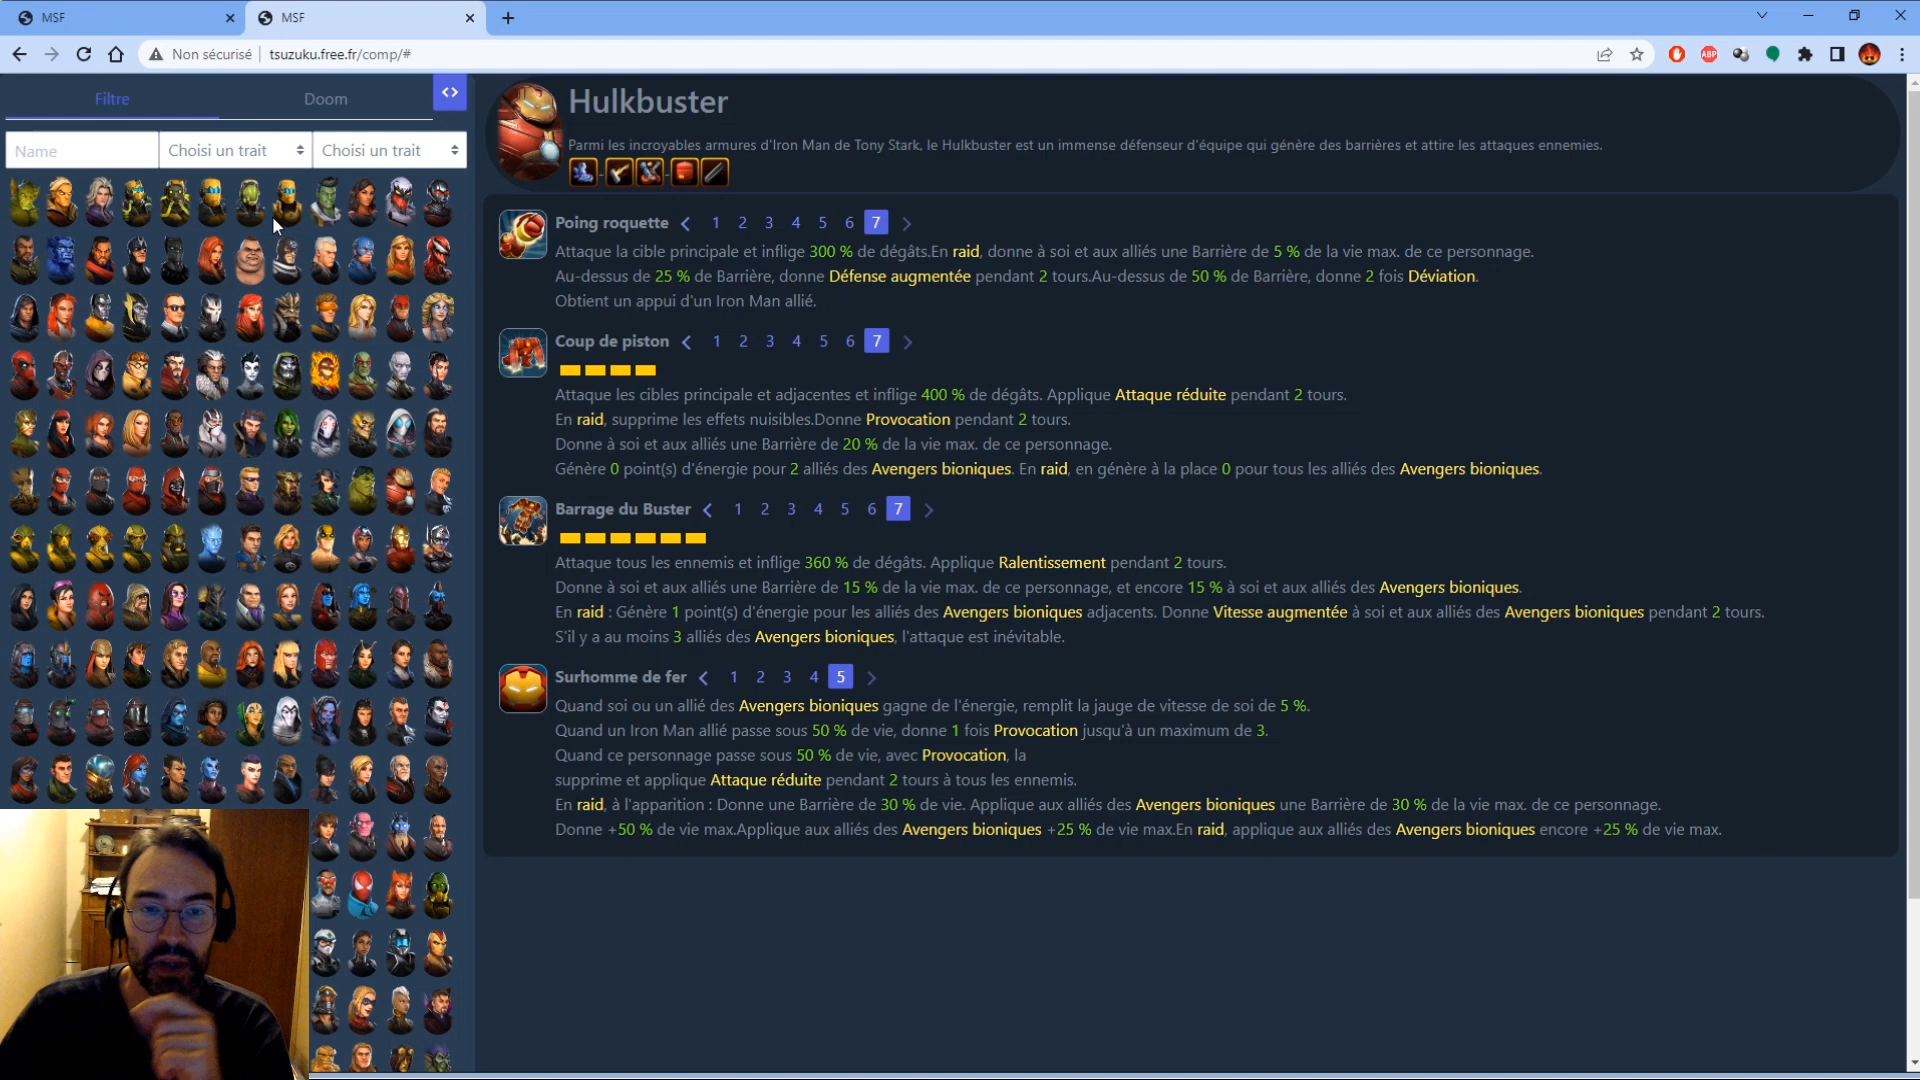 MSF
MSF
Non sécurisé
tsuzuku.free.fr/comp/#
ABP
Filtre
Doom
<>
Name
Choisi un trait
Choisi un trait
Hulkbuster
Parmi les incroyables armures d'Iron Man de Tony Stark, le Hulkbuster est un immense défenseur d'équipe qui génère des barrières et attire les attaques ennemies.
Poing roquette < 1 2 3 4 5 6 7 >
Attaque la cible principale et inflige 300 % de dégâts.En raid, donne à soi et aux alliés une Barrière de 5 % de la vie max. de ce personnage.
Au-dessus de 25 % de Barrière, donne Défense augmentée pendant 2 tours.Au-dessus de 50 % de Barrière, donne 2 fois Déviation.
Obtient un appui d'un Iron Man allié.
Coup de piston < 1 2 3 4 5 6 7 >
Attaque les cibles principale et adjacentes et inflige 400 % de dégâts. Applique Attaque réduite pendant 2 tours.
En raid, supprime les effets nuisibles.Donne Provocation pendant 2 tours.
Donne à soi et aux alliés une Barrière de 20 % de la vie max. de ce personnage.
Génère 0 point(s) d'énergie pour 2 alliés des Avengers bioniques. En raid, en génère à la place 0 pour tous les alliés des Avengers bioniques.
Barrage du Buster < 1 2 3 4 5 6 7 >
Attaque tous les ennemis et inflige 360 % de dégâts. Applique Ralentissement pendant 2 tours.
Donne à soi et aux alliés une Barrière de 15 % de la vie max. de ce personnage, et encore 15 % à soi et aux alliés des Avengers bioniques.
En raid : Génère 1 point(s) d'énergie pour les alliés des Avengers bioniques adjacents. Donne Vitesse augmentée à soi et aux alliés des Avengers bioniques pendant 2 tours.
S'il y a au moins 3 alliés des Avengers bioniques, l'attaque est inévitable.
Surhomme de fer < 1 2 3 4 5 >
Quand soi ou un allié des Avengers bioniques gagne de l'énergie, remplit la jauge de vitesse de soi de 5 %.
Quand un Iron Man allié passe sous 50 % de vie, donne 1 fois Provocation jusqu'à un maximum de 3.
Quand ce personnage passe sous 50 % de vie, avec Provocation, la
supprime et applique Attaque réduite pendant 2 tours à tous les ennemis.
En raid, à l'apparition : Donne une Barrière de 30 % de vie. Applique aux alliés des Avengers bioniques une Barrière de 30 % de la vie max. de ce personnage.
Donne +50 % de vie max.Applique aux alliés des Avengers bioniques +25 % de vie max.En raid, applique aux alliés des Avengers bioniques encore +25 % de vie max.